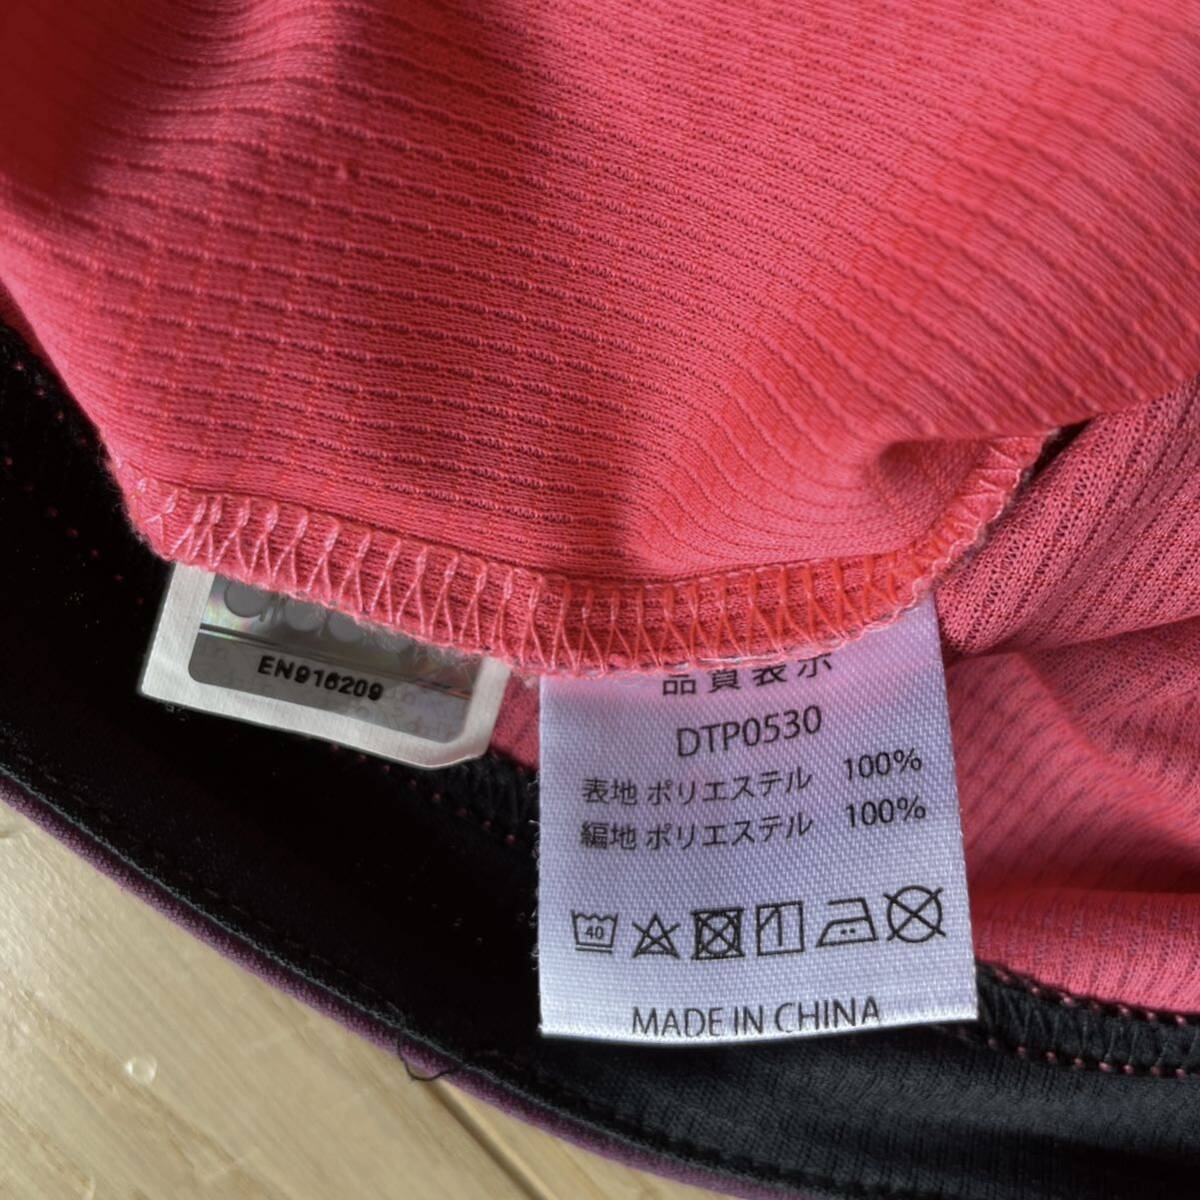 EN916209
品質表示
DTP0530
表地 ポリエステル 100%
編地 ポリエステル 100%
40
MADE IN CHINA